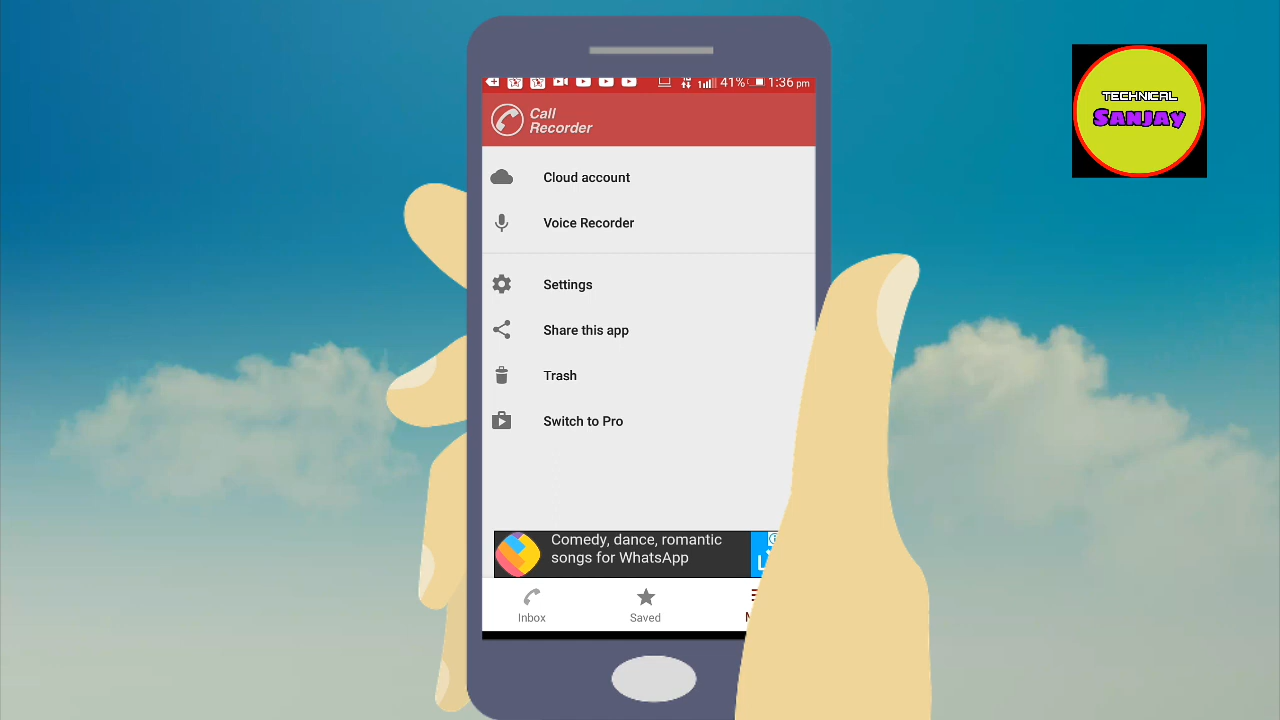 41% 1:36 pm
Call
Recorder
TECHNICAL
Sanjay
Cloud account
Voice Recorder
Settings
Share this app
Trash
Switch to Pro
Comedy, dance, romantic
songs for WhatsApp
Inbox
Saved